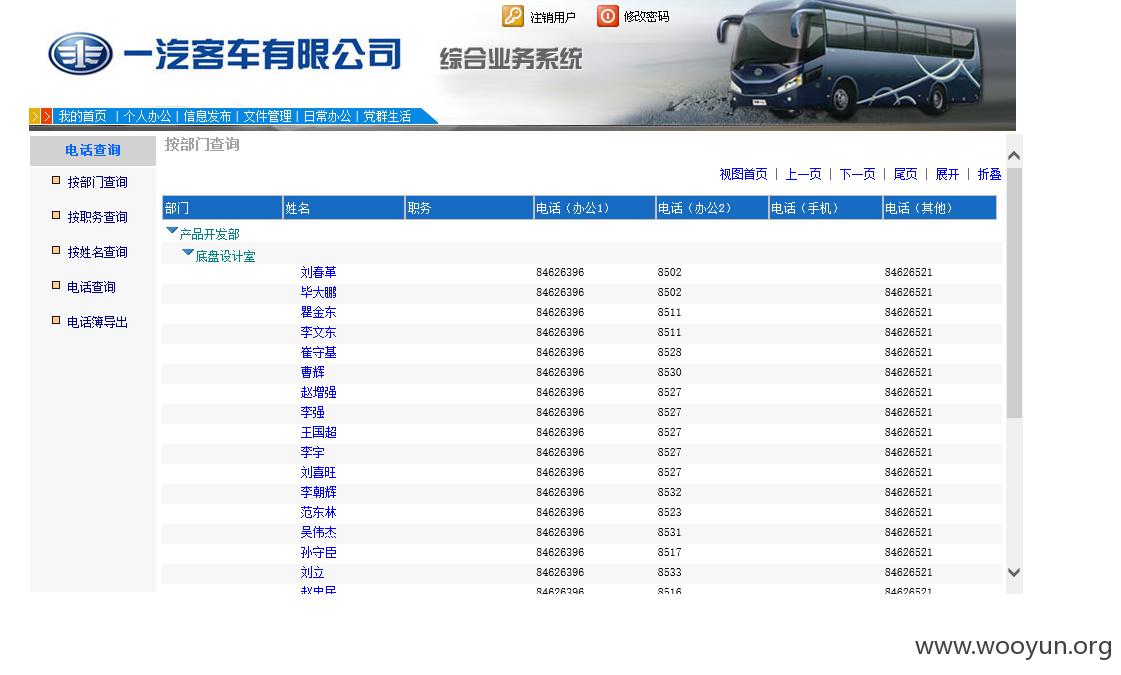 注销用户 修改密码
一汽客车有限公司 综合业务系统
我的首页 | 个人办公 | 信息发布 | 文件管理 | 日常办公 | 党群生活
电话查询
按部门查询
按职务查询
按姓名查询
电话查询
电话簿导出
按部门查询
视图首页 | 上一页 | 下一页 | 尾页 | 展开 | 折叠
部门 姓名 职务 电话（办公1） 电话（办公2） 电话（手机） 电话（其他）
产品开发部
底盘设计室
刘春革 84626396 8502 84626521
毕大鹏 84626396 8502 84626521
瞿金东 84626396 8511 84626521
李文东 84626396 8511 84626521
崔守基 84626396 8528 84626521
曹辉 84626396 8530 84626521
赵增强 84626396 8527 84626521
李强 84626396 8527 84626521
王国超 84626396 8527 84626521
李宇 84626396 8527 84626521
刘喜旺 84626396 8527 84626521
李朝辉 84626396 8532 84626521
范东林 84626396 8523 84626521
吴伟杰 84626396 8531 84626521
孙守臣 84626396 8517 84626521
刘立 84626396 8533 84626521
84626396 8516 84626521
www.wooyun.org